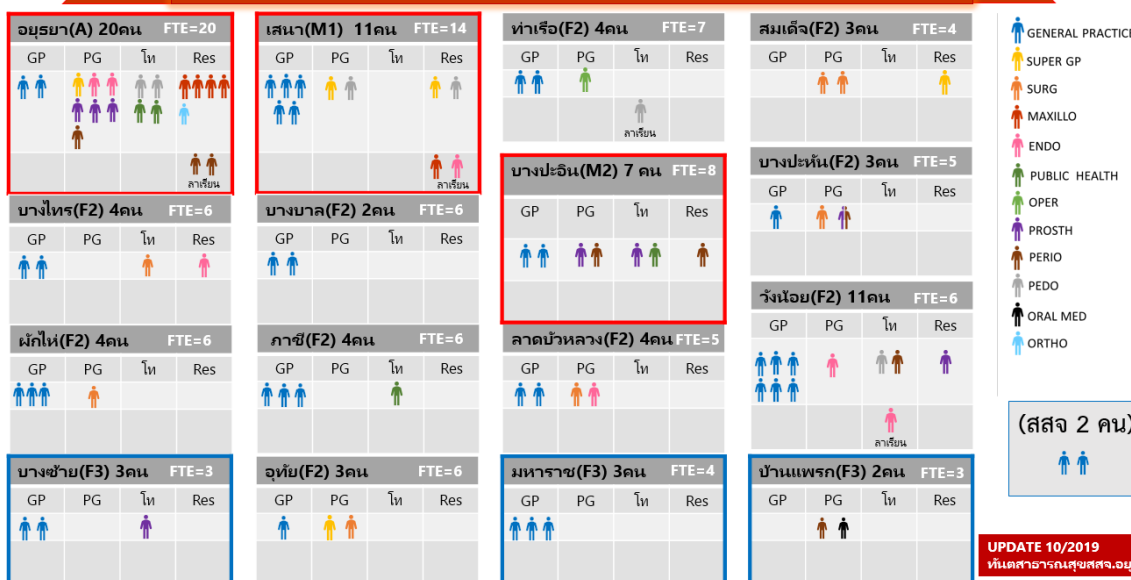 อยุธยา(A) 20คน FTE=20
GP PG โท Res
ลาเรียน
เสนา(M1) 11คน FTE=14
GP PG โท Res
ลาเรียน
ท่าเรือ(F2) 4คน FTE=7
GP PG โท Res
ลาเรียน
สมเด็จ(F2) 3คน FTE=4
GP PG โท Res
บางปะอิน(M2) 7 คน FTE=8
GP PG โท Res
บางปะหัน(F2) 3คน FTE=5
GP PG โท Res
บางไทร(F2) 4คน FTE=6
GP PG โท Res
บางบาล(F2) 2คน FTE=6
GP PG โท Res
วังน้อย(F2) 11คน FTE=6
GP PG โท Res
ลาเรียน
ผักไห่(F2) 4คน FTE=6
GP PG โท Res
ภาชี(F2) 4คน FTE=6
GP PG โท Res
ลาดบัวหลวง(F2) 4คน FTE=5
GP PG โท Res
บางซ้าย(F3) 3คน FTE=3
GP PG โท Res
อุทัย(F2) 3คน FTE=6
GP PG โท Res
มหาราช(F3) 3คน FTE=4
GP PG โท Res
บ้านแพรก(F3) 2คน FTE=3
GP PG โท Res
GENERAL PRACTICE
SUPER GP
SURG
MAXILLO
ENDO
PUBLIC HEALTH
OPER
PROSTH
PERIO
PEDO
ORAL MED
ORTHO
(สสจ 2 คน)
UPDATE 10/2019
ทันตสาธารณสุขสสจ.อยุ